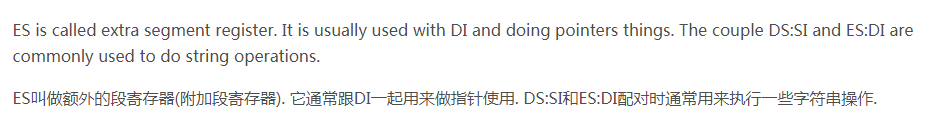 ES is called extra segment register. It is usually used with DI and doing pointers things. The couple DS:SI and ES:DI are
commonly used to do string operations.
ES叫做额外的段寄存器(附加段寄存器). 它通常跟DI一起用来做指针使用. DS:SI和ES:DI配对时通常用来执行一些字符串操作.